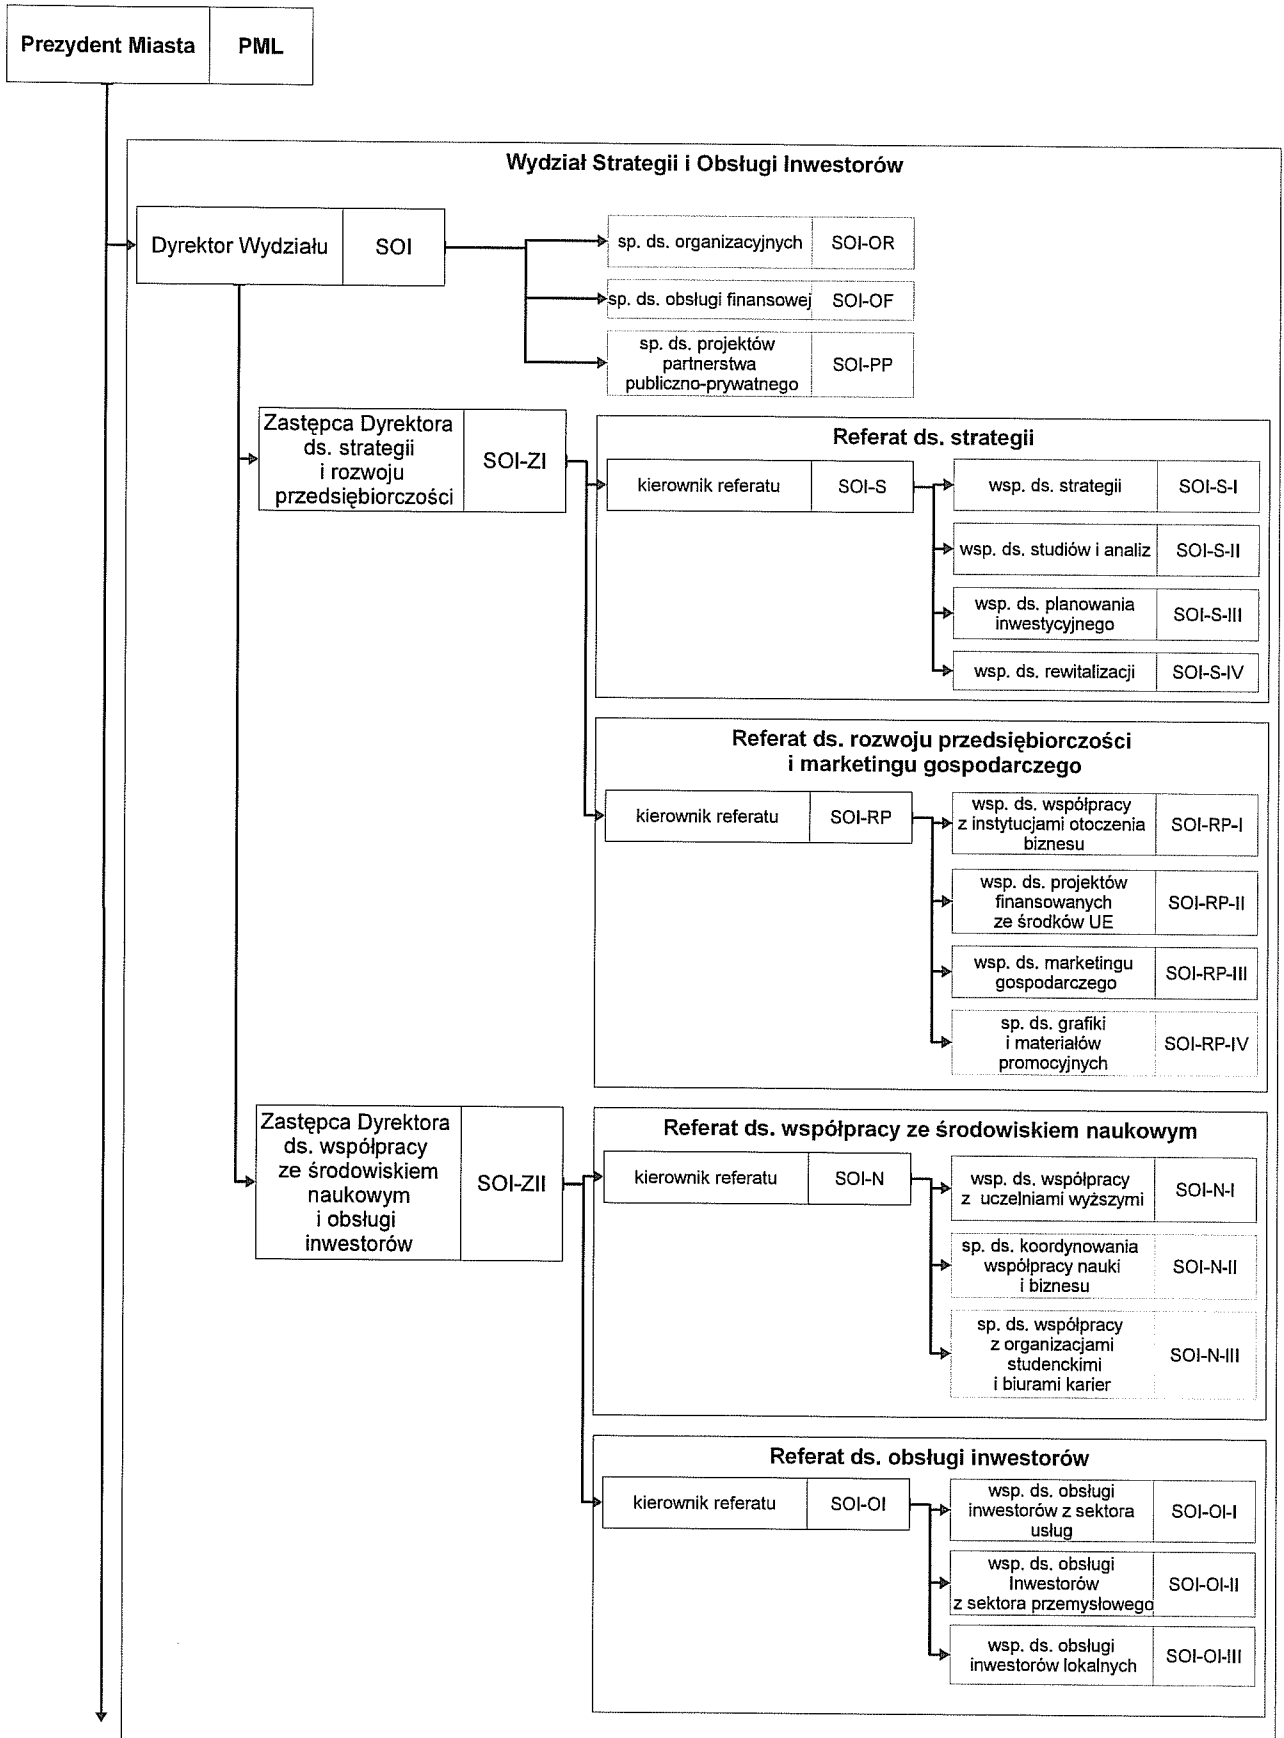 Prezydent Miasta PML
Wydział Strategii i Obsługi Inwestorów
Dyrektor Wydziału SOI
sp. ds. organizacyjnych SOI-OR
sp. ds. obsługi finansowej SOI-OF
sp. ds. projektów
partnerstwa
publiczno-prywatnego
SOI-PP
Zastępca Dyrektora
ds. strategii
i rozwoju
przedsiębiorczości
SOI-ZI
Referat ds. strategii
kierownik referatu SOI-S
wsp. ds. strategii SOI-S-I
wsp. ds. studiów i analiz SOI-S-II
wsp. ds. planowania
inwestycyjnego
SOI-S-III
wsp. ds. rewitalizacji SOI-S-IV
Referat ds. rozwoju przedsiębiorczości
i marketingu gospodarczego
kierownik referatu SOI-RP
wsp. ds. współpracy
z instytucjami otoczenia
biznesu
SOI-RP-I
wsp. ds. projektów
finansowanych
ze środków UE
SOI-RP-II
wsp. ds. marketingu
gospodarczego
SOI-RP-III
sp. ds. grafiki
i materiałów
promocyjnych
SOI-RP-IV
Zastępca Dyrektora
ds. współpracy
ze środowiskiem
naukowym
i obsługi
inwestorów
SOI-ZII
Referat ds. współpracy ze środowiskiem naukowym
kierownik referatu SOI-N
wsp. ds. współpracy
z uczelniami wyższymi
SOI-N-I
sp. ds. koordynowania
współpracy nauki
i biznesu
SOI-N-II
sp. ds. współpracy
z organizacjami
studenckimi
i biurami karier
SOI-N-III
Referat ds. obsługi inwestorów
kierownik referatu SOI-OI
wsp. ds. obsługi
inwestorów z sektora
usług
SOI-OI-I
wsp. ds. obsługi
Inwestorów
z sektora przemysłowego
SOI-OI-II
wsp. ds. obsługi
inwestorów lokalnych
SOI-OI-III